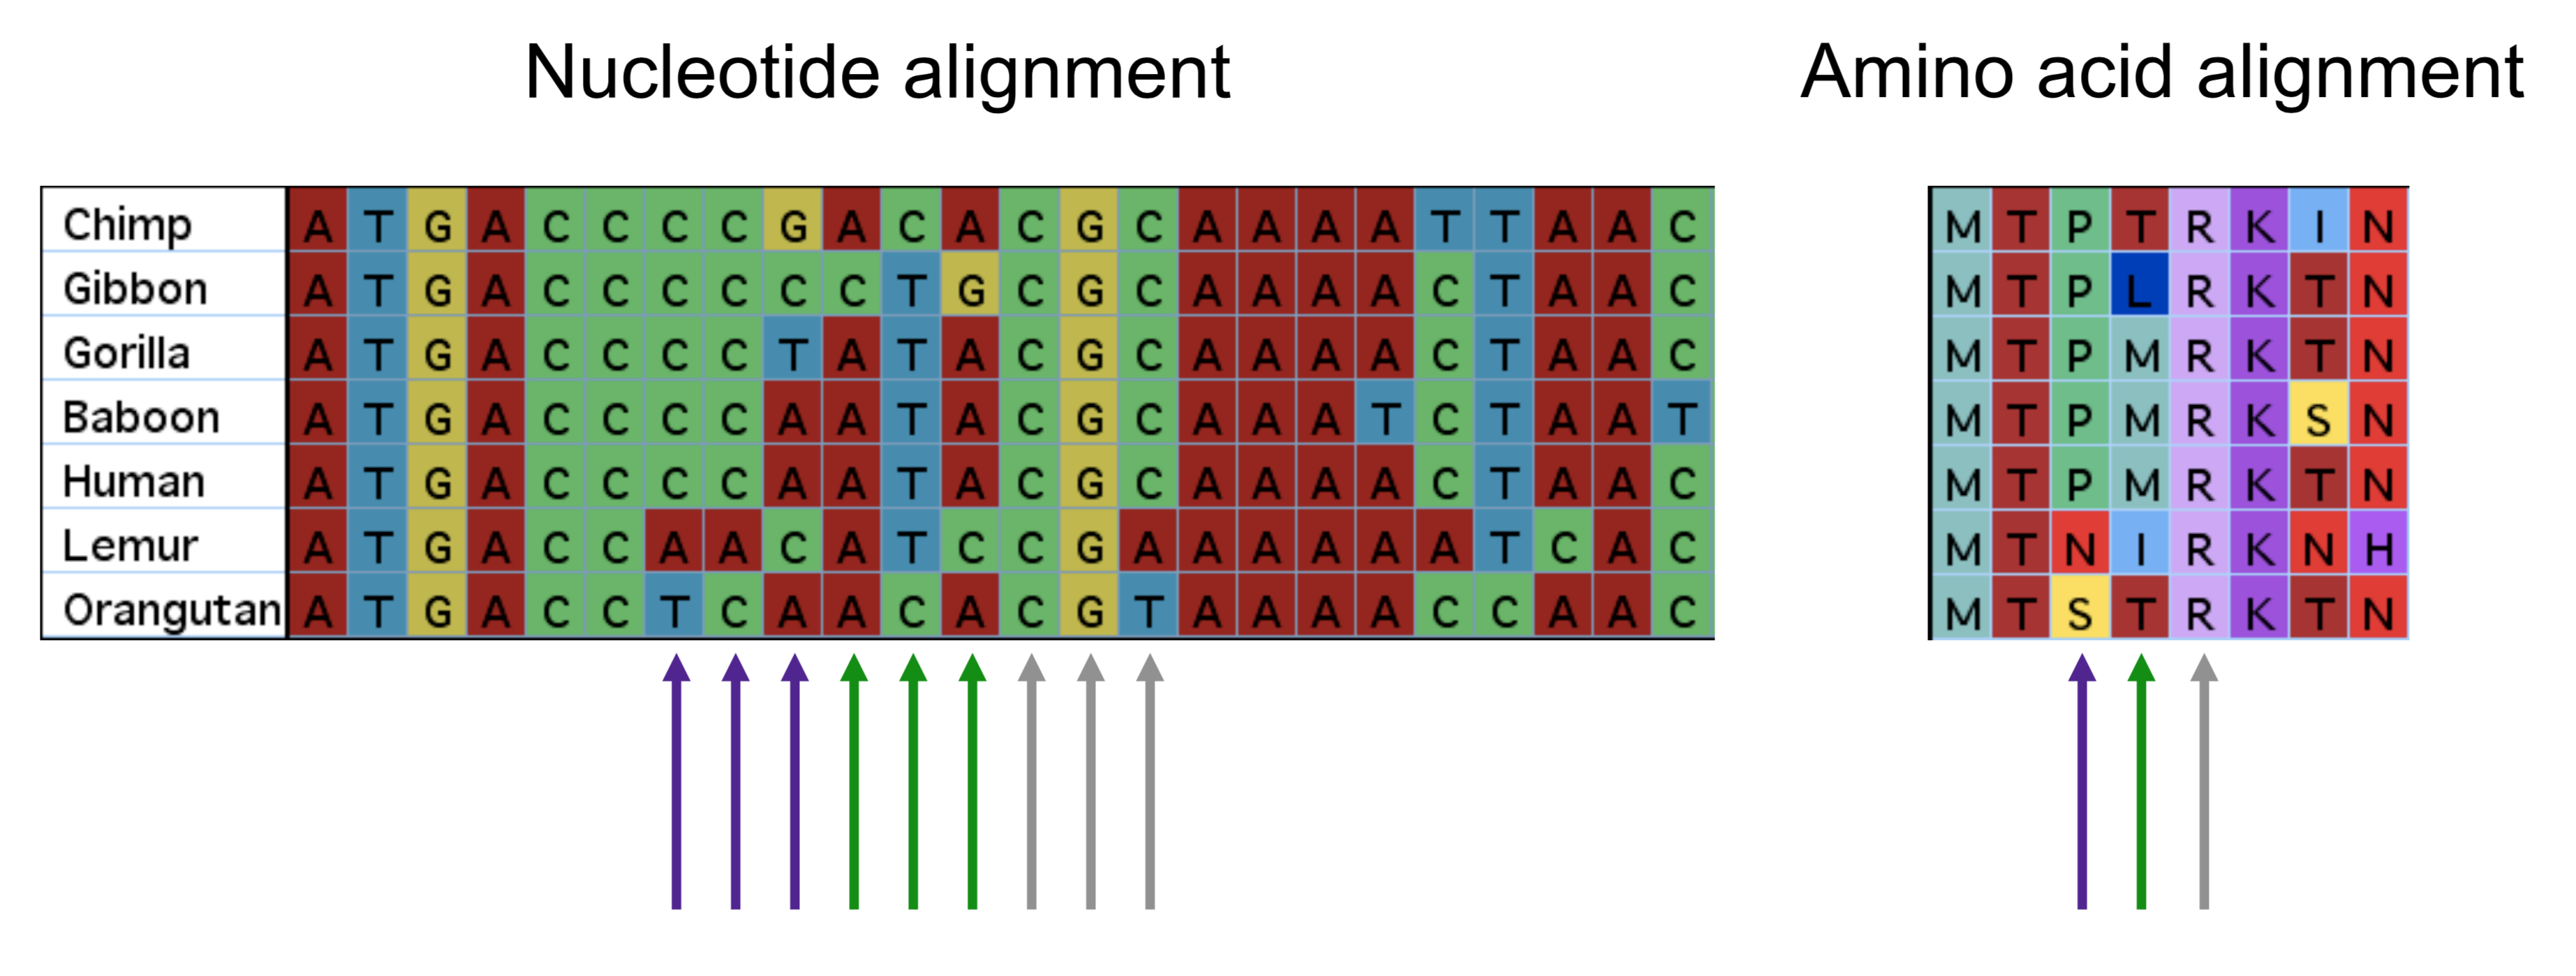 Nucleotide alignment Amino acid alignment
Chimp A T G A C C C C G A C A C G C A A A A T T A A C M T P T R K I N
Gibbon A T G A C C C C C C T G C G C A A A A C T A A C M T P L R K T N
Gorilla A T G A C C C C T A T A C G C A A A A C T A A C M T P M R K T N
Baboon A T G A C C C C A A T A C G C A A A T C T A A T M T P M R K S N
Human A T G A C C C C A A T A C G C A A A A C T A A C M T P M R K T N
Lemur A T G A C C A A C A T C C G A A A A A A T C A C M T N I R K N H
Orangutan A T G A C C T C A A C A C G T A A A A C C A A C M T S T R K T N